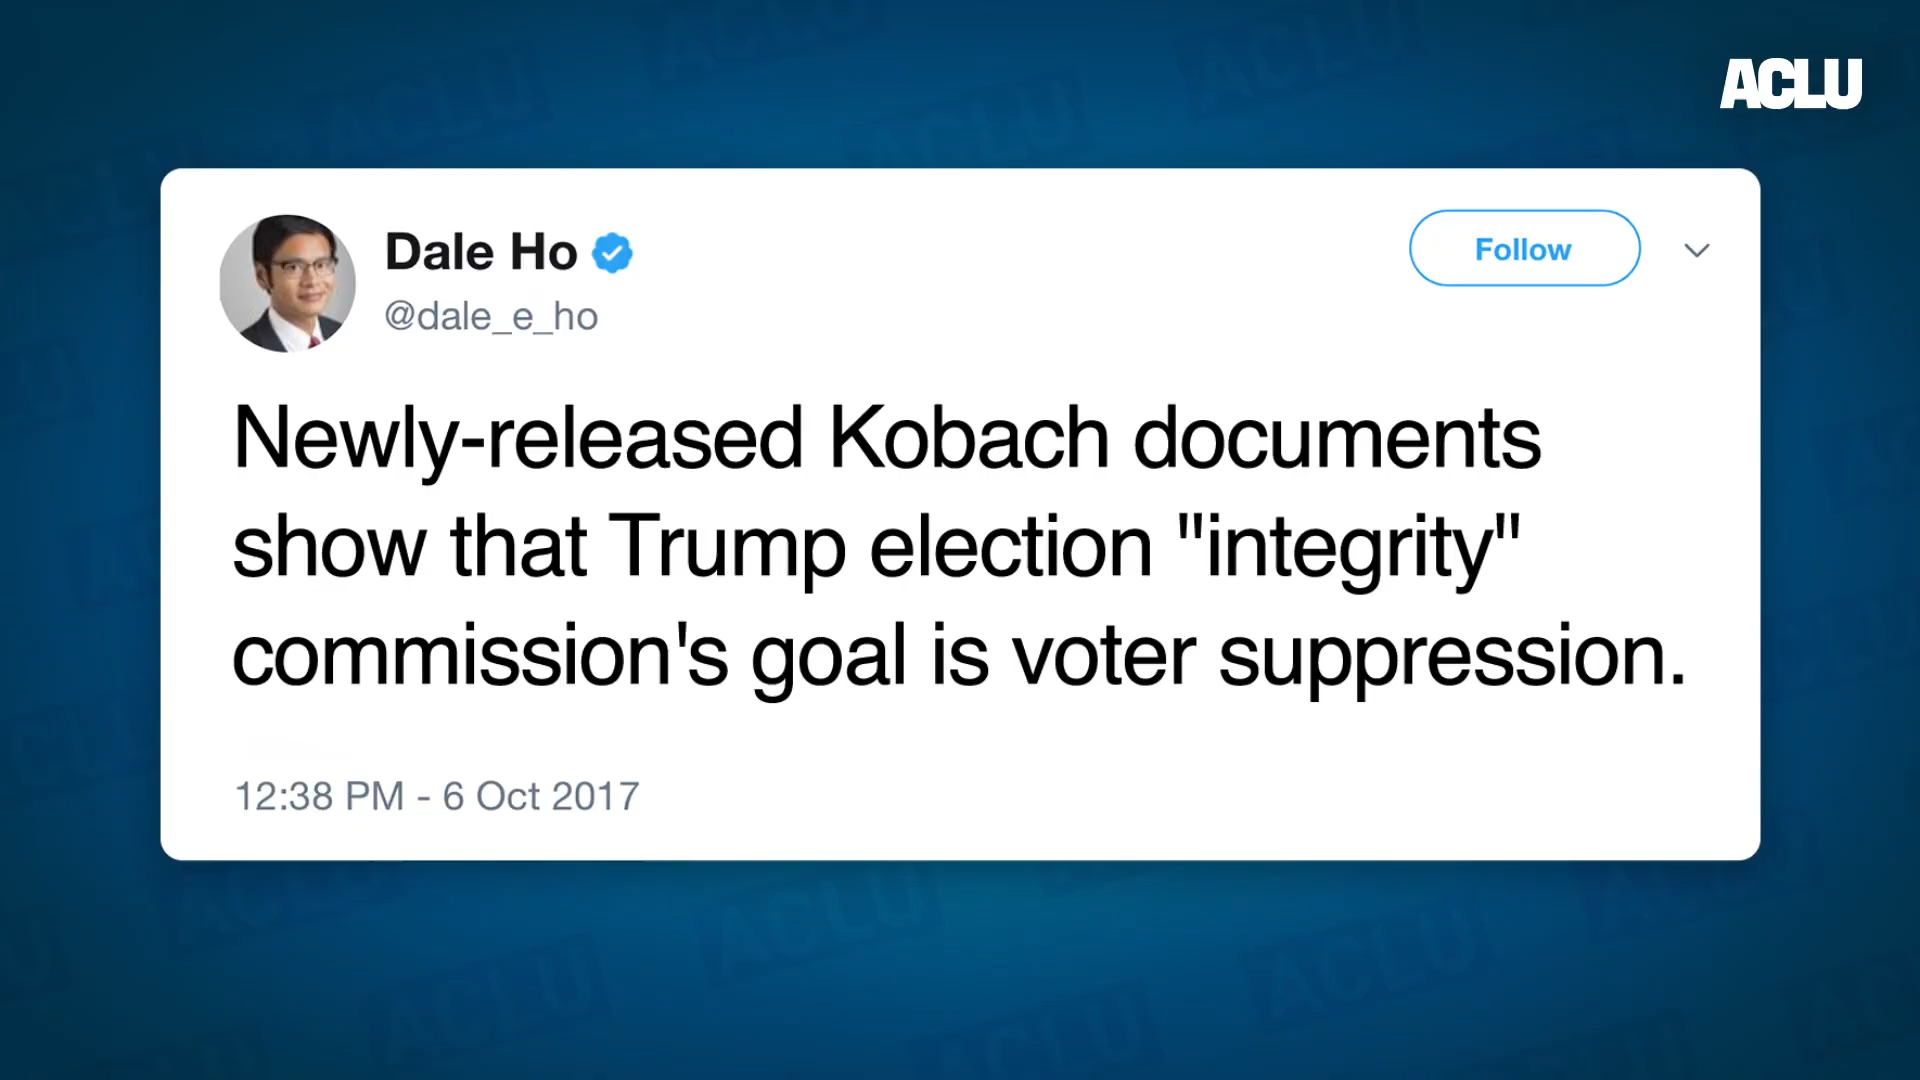 ACLU
Dale Ho
@dale_e_ho
Follow
Newly-released Kobach documents
show that Trump election "integrity"
commission's goal is voter suppression.
12:38 PM - 6 Oct 2017